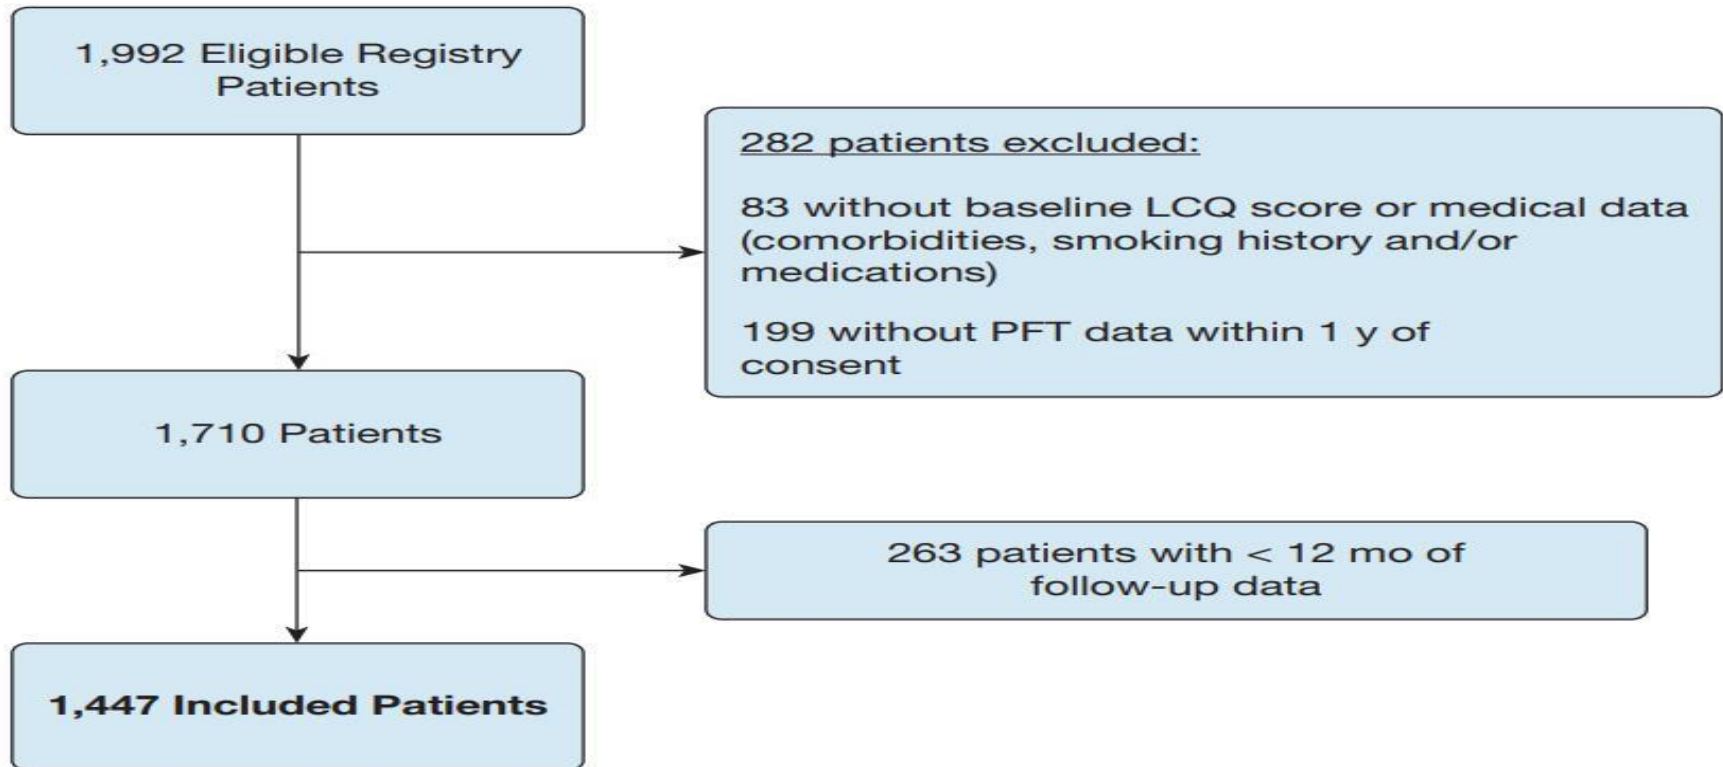 1,992 Eligible Registry
Patients
282 patients excluded:
83 without baseline LCQ score or medical data
(comorbidities, smoking history and/or
medications)
199 without PFT data within 1 y of
consent
1,710 Patients
263 patients with < 12 mo of
follow-up data
1,447 Included Patients